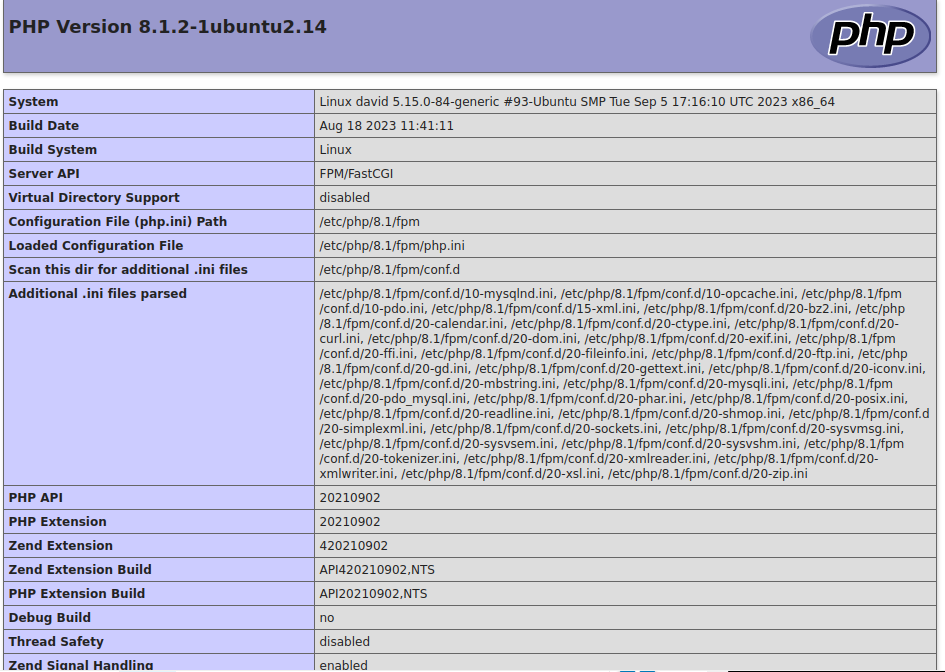 PHP Version 8.1.2-1ubuntu2.14
php
System Linux david 5.15.0-84-generic #93-Ubuntu SMP Tue Sep 5 17:16:10 UTC 2023 x86_64
Build Date Aug 18 2023 11:41:11
Build System Linux
Server API FPM/FastCGI
Virtual Directory Support disabled
Configuration File (php.ini) Path /etc/php/8.1/fpm
Loaded Configuration File /etc/php/8.1/fpm/php.ini
Scan this dir for additional .ini files /etc/php/8.1/fpm/conf.d
Additional .ini files parsed /etc/php/8.1/fpm/conf.d/10-mysqlnd.ini, /etc/php/8.1/fpm/conf.d/10-opcache.ini, /etc/php/8.1/fpm
/conf.d/10-pdo.ini, /etc/php/8.1/fpm/conf.d/15-xml.ini, /etc/php/8.1/fpm/conf.d/20-bz2.ini, /etc/php
/8.1/fpm/conf.d/20-calendar.ini, /etc/php/8.1/fpm/conf.d/20-ctype.ini, /etc/php/8.1/fpm/conf.d/20-
curl.ini, /etc/php/8.1/fpm/conf.d/20-dom.ini, /etc/php/8.1/fpm/conf.d/20-exif.ini, /etc/php/8.1/fpm
/conf.d/20-ffi.ini, /etc/php/8.1/fpm/conf.d/20-fileinfo.ini, /etc/php/8.1/fpm/conf.d/20-ftp.ini, /etc/php
/8.1/fpm/conf.d/20-gd.ini, /etc/php/8.1/fpm/conf.d/20-gettext.ini, /etc/php/8.1/fpm/conf.d/20-iconv.ini,
/etc/php/8.1/fpm/conf.d/20-mbstring.ini, /etc/php/8.1/fpm/conf.d/20-mysqli.ini, /etc/php/8.1/fpm
/conf.d/20-pdo_mysql.ini, /etc/php/8.1/fpm/conf.d/20-phar.ini, /etc/php/8.1/fpm/conf.d/20-posix.ini,
/etc/php/8.1/fpm/conf.d/20-readline.ini, /etc/php/8.1/fpm/conf.d/20-shmop.ini, /etc/php/8.1/fpm/conf.d
/20-simplexml.ini, /etc/php/8.1/fpm/conf.d/20-sockets.ini, /etc/php/8.1/fpm/conf.d/20-sysvmsg.ini,
/etc/php/8.1/fpm/conf.d/20-sysvsem.ini, /etc/php/8.1/fpm/conf.d/20-sysvshm.ini, /etc/php/8.1/fpm
/conf.d/20-tokenizer.ini, /etc/php/8.1/fpm/conf.d/20-xmlreader.ini, /etc/php/8.1/fpm/conf.d/20-
xmlwriter.ini, /etc/php/8.1/fpm/conf.d/20-xsl.ini, /etc/php/8.1/fpm/conf.d/20-zip.ini
PHP API 20210902
PHP Extension 20210902
Zend Extension 420210902
Zend Extension Build API420210902,NTS
PHP Extension Build API20210902,NTS
Debug Build no
Thread Safety disabled
Zend Signal Handling enabled